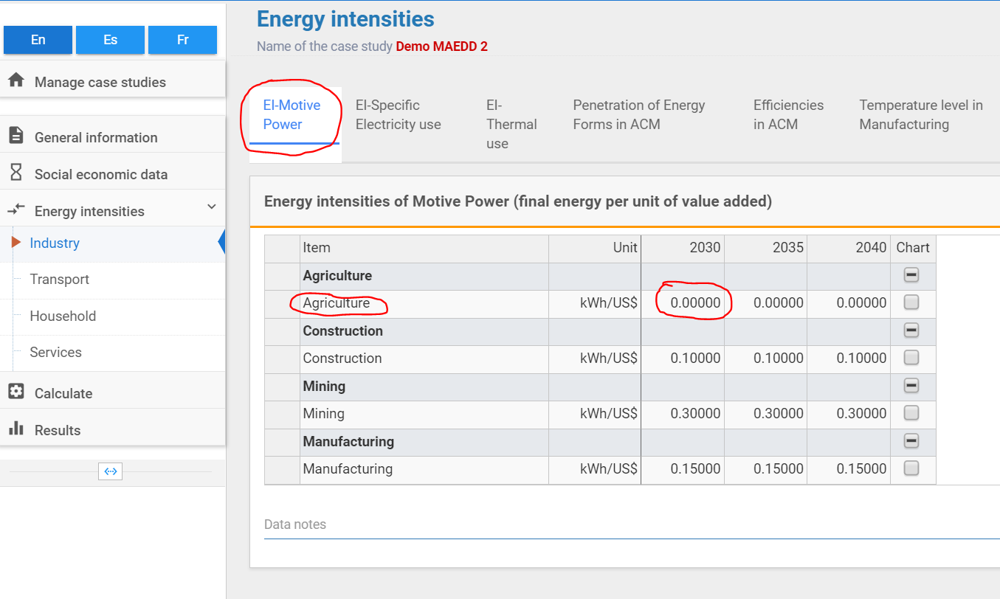 Energy intensities
Name of the case study Demo MAEDD 2
En Es Fr
Manage case studies
General information
Social economic data
Energy intensities
Industry
Transport
Household
Services
Calculate
Results
EI-Motive
Power
EI-Specific
Electricity use
EI-
Thermal
use
Penetration of Energy
Forms in ACM
Efficiencies
in ACM
Temperature level in
Manufacturing
Energy intensities of Motive Power (final energy per unit of value added)
Item Unit 2030 2035 2040 Chart
Agriculture
Agriculture kWh/US$ 0.00000 0.00000 0.00000
Construction
Construction kWh/US$ 0.10000 0.10000 0.10000
Mining
Mining kWh/US$ 0.30000 0.30000 0.30000
Manufacturing
Manufacturing kWh/US$ 0.15000 0.15000 0.15000
Data notes